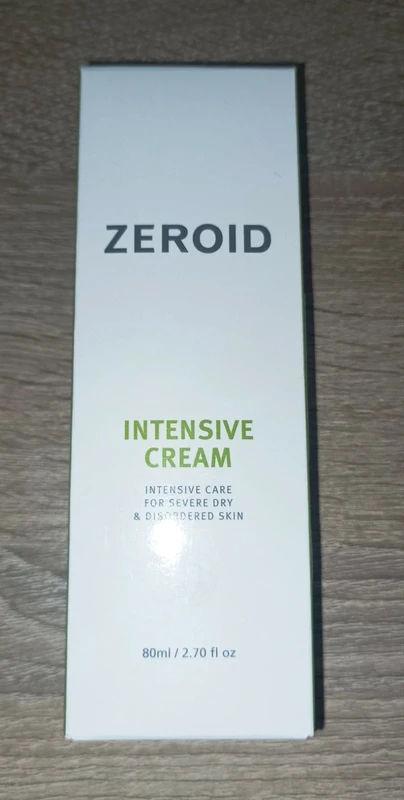 ZEROID
INTENSIVE
CREAM
INTENSIVE CARE
FOR SEVERE DRY
& DISORDERED SKIN
80ml / 2.70 fl oz